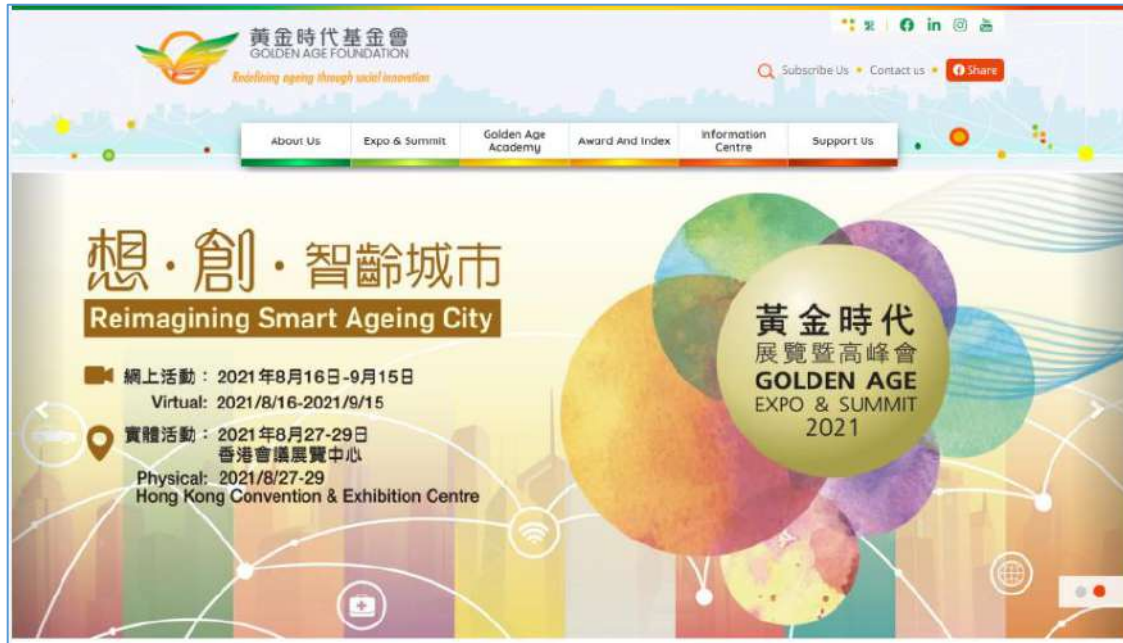 黃金時代基金會
GOLDEN AGE FOUNDATION
Redefining ageing through social innovation
繁
Subscribe Us • Contact us • Share
About Us
Expo & Summit
Golden Age
Academy
Award And Index
Information
Centre
Support Us
想・創・智齡城市
Reimagining Smart Ageing City
網上活動：2021年8月16日-9月15日
Virtual: 2021/8/16-2021/9/15
實體活動：2021年8月27-29日
香港會議展覽中心
Physical: 2021/8/27-29
Hong Kong Convention & Exhibition Centre
黃金時代
展覽暨高峰會
GOLDEN AGE
EXPO & SUMMIT
2021